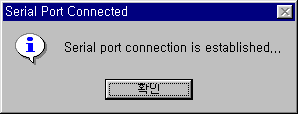 Serial Port Connected
Serial port connection is established...
확인